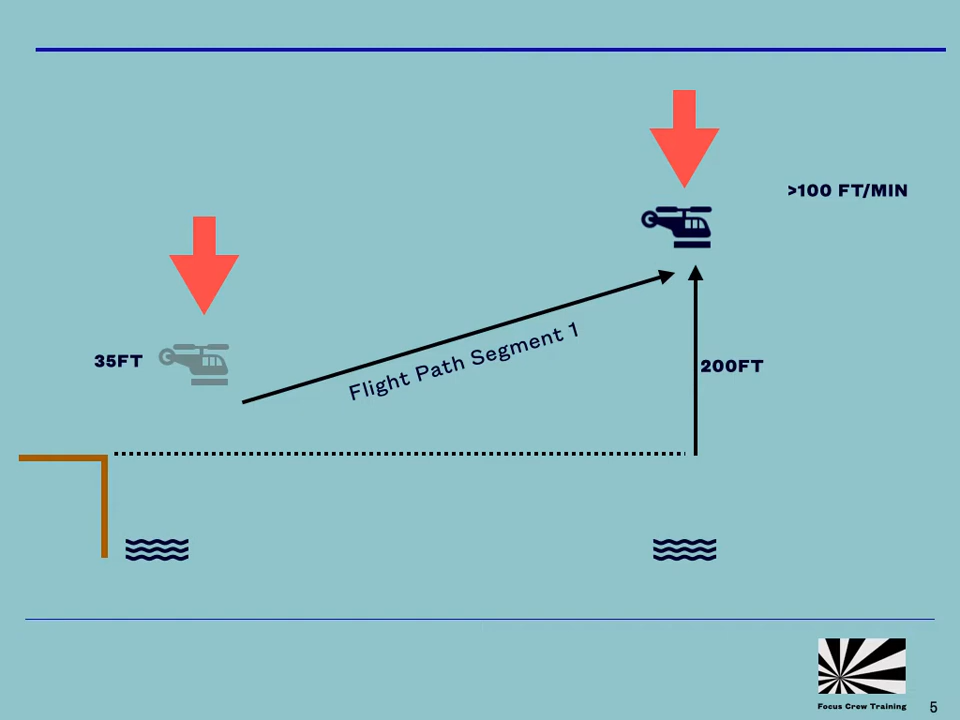 >100 FT/MIN
35FT
Flight Path Segment 1
200FT
Focus Crew Training
5